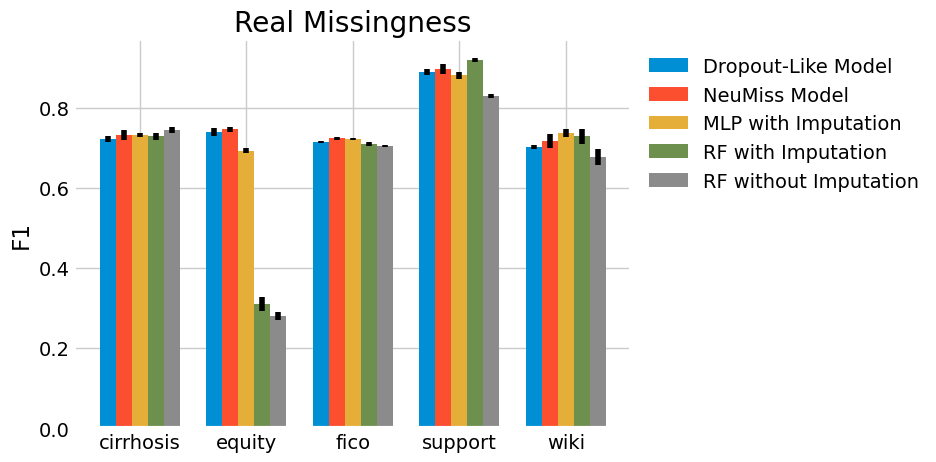 Real Missingness
F1
0.8
0.6
0.4
0.2
0.0
cirrhosis
equity
fico
support
wiki
Dropout-Like Model
NeuMiss Model
MLP with Imputation
RF with Imputation
RF without Imputation